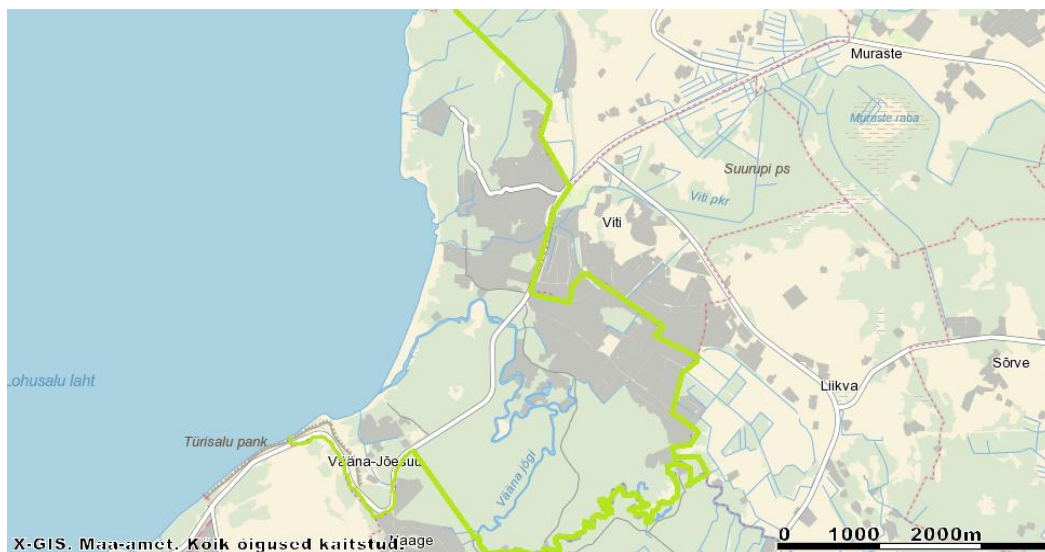 Muraste
Muraste raba
Suurupi ps
Viti pkr
Viti
Sõrve
Liikva
Lohusalu laht
Türisalu pank
Vääna-Jõesuu
Vääna jõgi
X-GIS. Maa-amet. Kõik õigused kaitstud.
0 1000 2000m